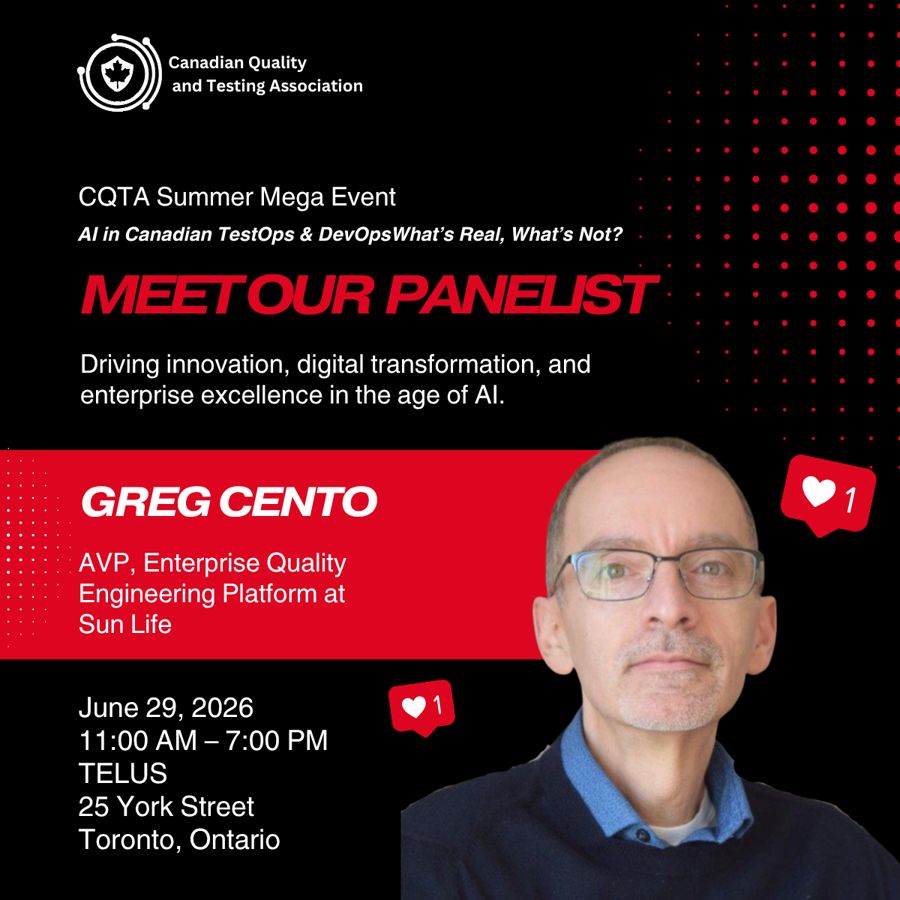 Canadian Quality
and Testing Association
CQTA Summer Mega Event
AI in Canadian TestOps & DevOpsWhat's Real, What's Not?
MEET OUR PANELIST
Driving innovation, digital transformation, and
enterprise excellence in the age of AI.
GREG CENTO
1
AVP, Enterprise Quality
Engineering Platform at
Sun Life
1
June 29, 2026
11:00 AM – 7:00 PM
TELUS
25 York Street
Toronto, Ontario